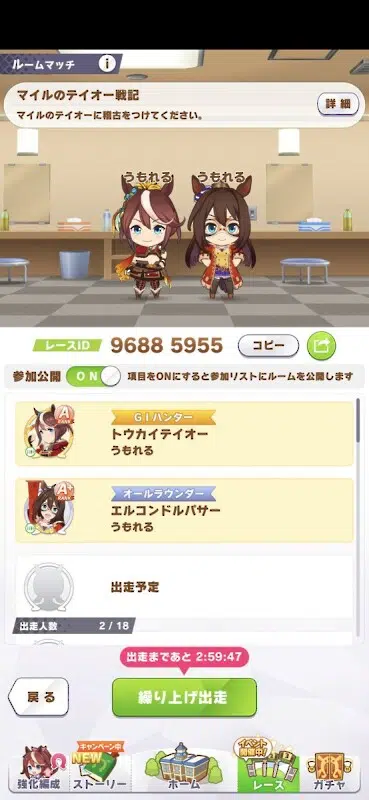 ルームマッチ
i
マイルのテイオー戦記
マイルのテイオーに稽古をつけてください。
詳細
うもれる
うもれる
レースID
9688 5955
コピー
参加公開
ON
項目をONにすると参加リストにルームを公開します
A+
RANK
GⅠハンター
トウカイテイオー
うもれる
A+
RANK
オールラウンダー
エルコンドルパサー
うもれる
出走予定
出走人数
2 / 18
出走まであと 2:59:47
戻る
繰り上げ出走
キャンペーン中
NEW
イベント
開催中!
強化編成
ストーリー
ホーム
レース
ガチャ